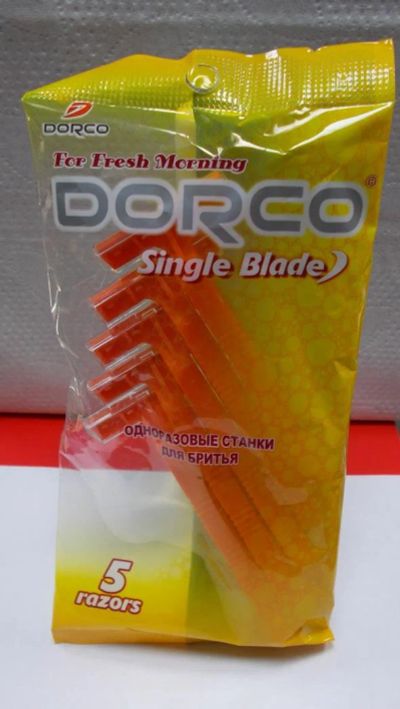 DORCO
For Fresh Morning
DORCO®
Single Blade
ОДНОРАЗОВЫЕ СТАНКИ
ДЛЯ БРИТЬЯ
5
razors